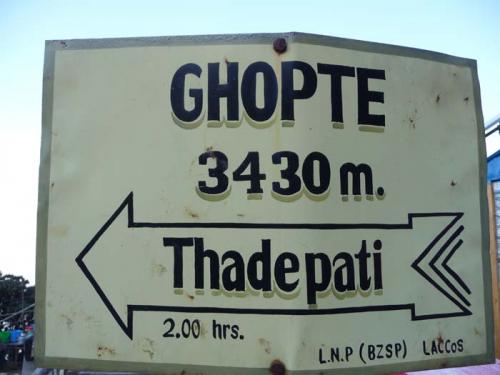 GHOPTE
3430 m.
Thadepati
2.00 hrs.
L.N.P (BZSP) LACCoS